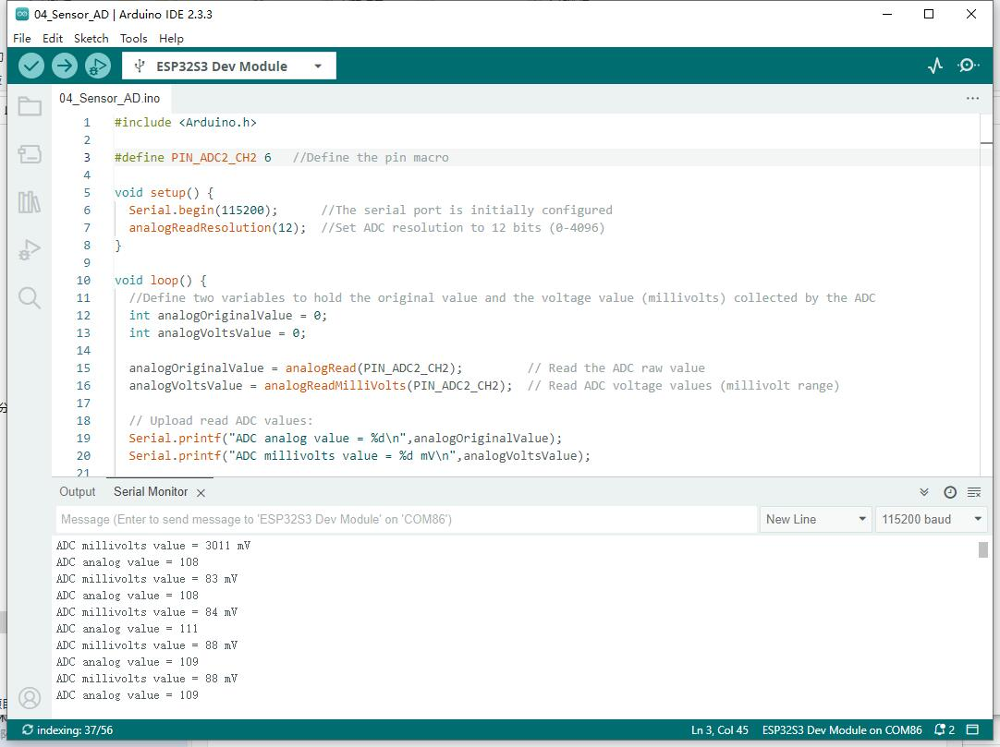 04_Sensor_AD | Arduino IDE 2.3.3
File Edit Sketch Tools Help
ESP32S3 Dev Module
04_Sensor_AD.ino
1 #include <Arduino.h>
2
3 #define PIN_ADC2_CH2 6 //Define the pin macro
4
5 void setup() {
6 Serial.begin(115200); //The serial port is initially configured
7 analogReadResolution(12); //Set ADC resolution to 12 bits (0-4096)
8 }
9
10 void loop() {
11 //Define two variables to hold the original value and the voltage value (millivolts) collected by the ADC
12 int analogOriginalValue = 0;
13 int analogVoltsValue = 0;
14
15 analogOriginalValue = analogRead(PIN_ADC2_CH2); // Read the ADC raw value
16 analogVoltsValue = analogReadMilliVolts(PIN_ADC2_CH2); // Read ADC voltage values (millivolt range)
17
18 // Upload read ADC values:
19 Serial.printf("ADC analog value = %d\n",analogOriginalValue);
20 Serial.printf("ADC millivolts value = %d mV\n",analogVoltsValue);
21
Output Serial Monitor
Message (Enter to send message to 'ESP32S3 Dev Module' on 'COM86')
New Line 115200 baud
ADC millivolts value = 3011 mV
ADC analog value = 108
ADC millivolts value = 83 mV
ADC analog value = 108
ADC millivolts value = 84 mV
ADC analog value = 111
ADC millivolts value = 88 mV
ADC analog value = 109
ADC millivolts value = 88 mV
ADC analog value = 109
indexing: 37/56 Ln 3, Col 45 ESP32S3 Dev Module on COM86 2